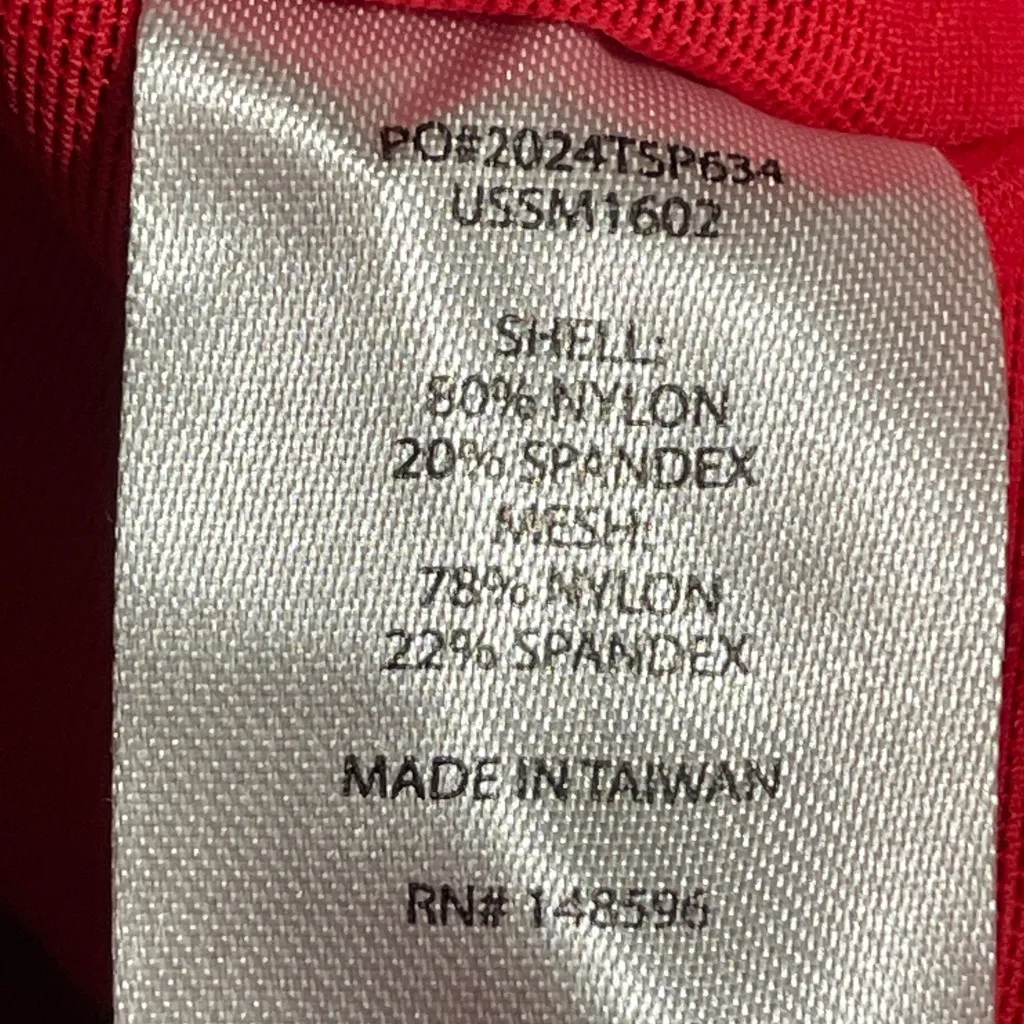 PO#2024TSP634
USSM1602
SHELL:
80% NYLON
20% SPANDEX
MESH:
78% NYLON
22% SPANDEX
MADE IN TAIWAN
RN# 148596